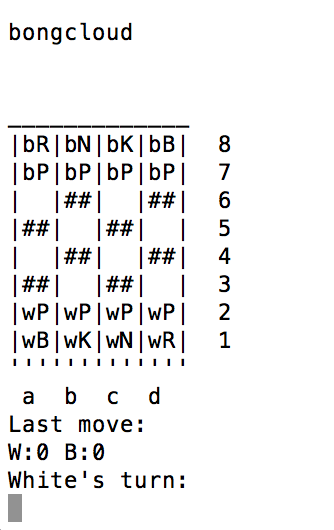 bongcloud
_____________
|bR|bN|bK|bB|  8
|bP|bP|bP|bP|  7
|  |##|  |##|  6
|##|  |##|  |  5
|  |##|  |##|  4
|##|  |##|  |  3
|wP|wP|wP|wP|  2
|wB|wK|wN|wR|  1
'''''''''''''
 a  b  c  d
Last move:
W:0 B:0
White's turn: